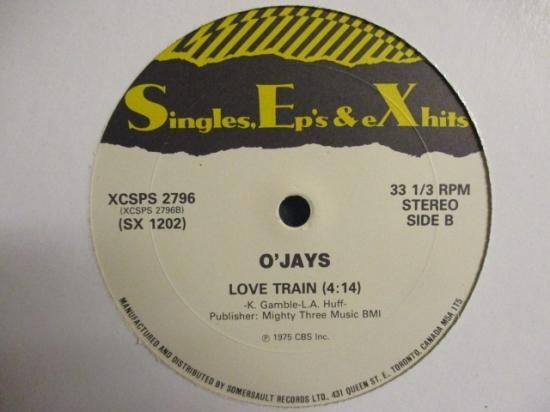 Singles, Ep's & eXhits
XCSPS 2796
(XCSPS 2796B)
(SX 1202)
33 1/3 RPM
STEREO
SIDE B
O'JAYS
LOVE TRAIN (4:14)
-K. Gamble-L.A. Huff-
Publisher: Mighty Three Music BMI
℗ 1975 CBS Inc.
MANUFACTURED AND DISTRIBUTED BY SOMERSAULT RECORDS LTD., 431 QUEEN ST. E., TORONTO, CANADA M5A 1T5